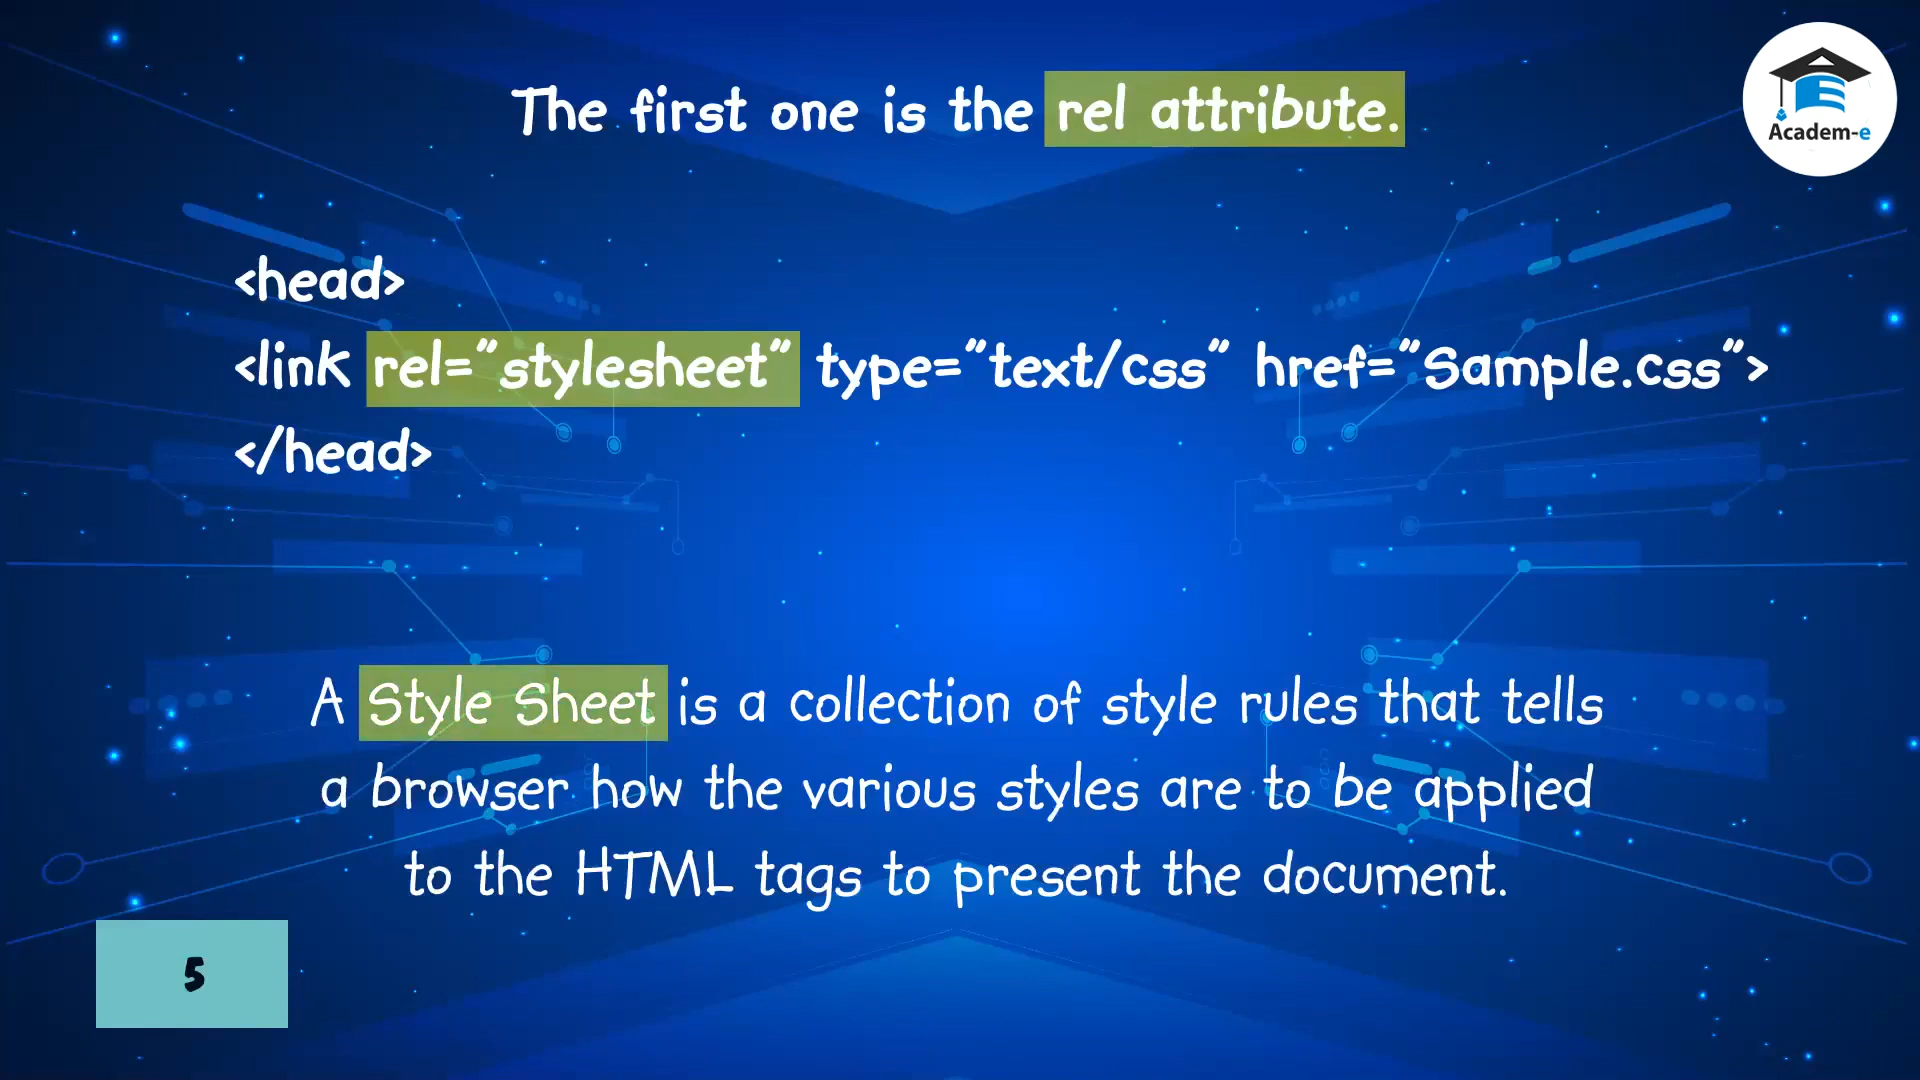 The first one is the rel attribute.
Academ-e
<head>
<link rel="stylesheet" type="text/css" href="Sample.css">
</head>
A Style Sheet is a collection of style rules that tells
a browser how the various styles are to be applied
to the HTML tags to present the document.
5